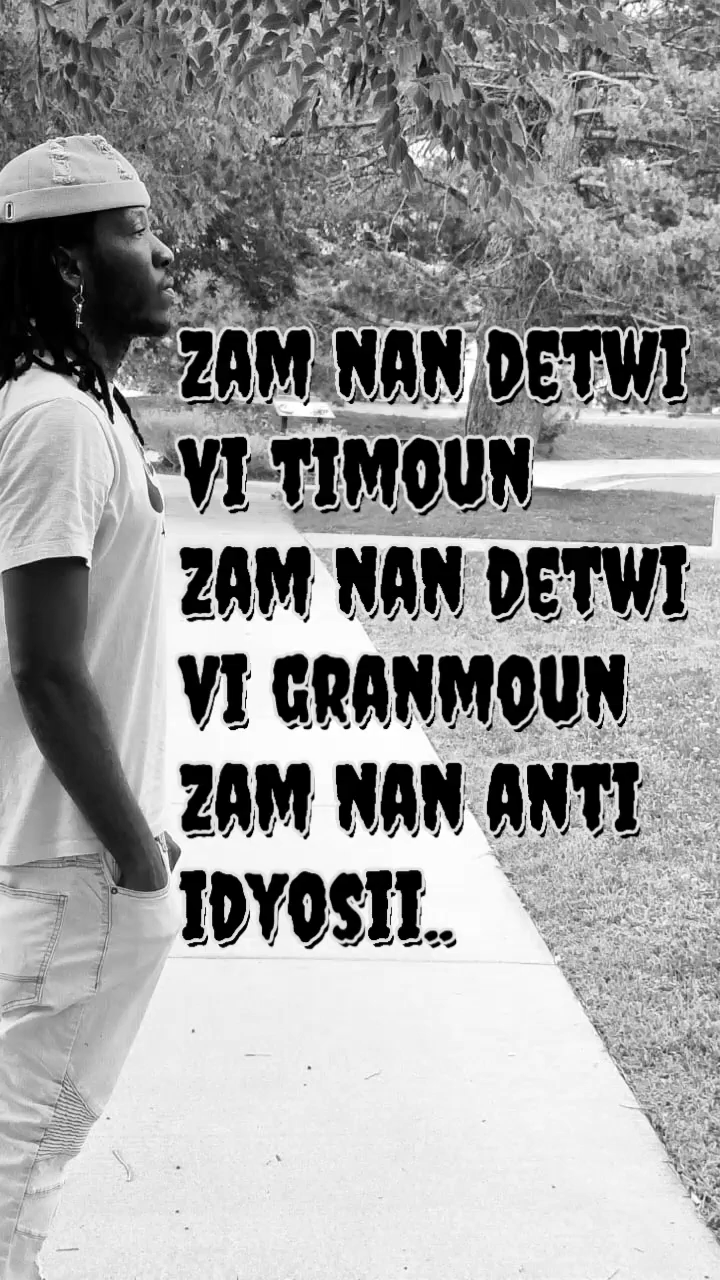 ZAM NAN DETWI
VI TIMOUN
ZAM NAN DETWI
VI GRANMOUN
ZAM NAN ANTI
IDYOSII..